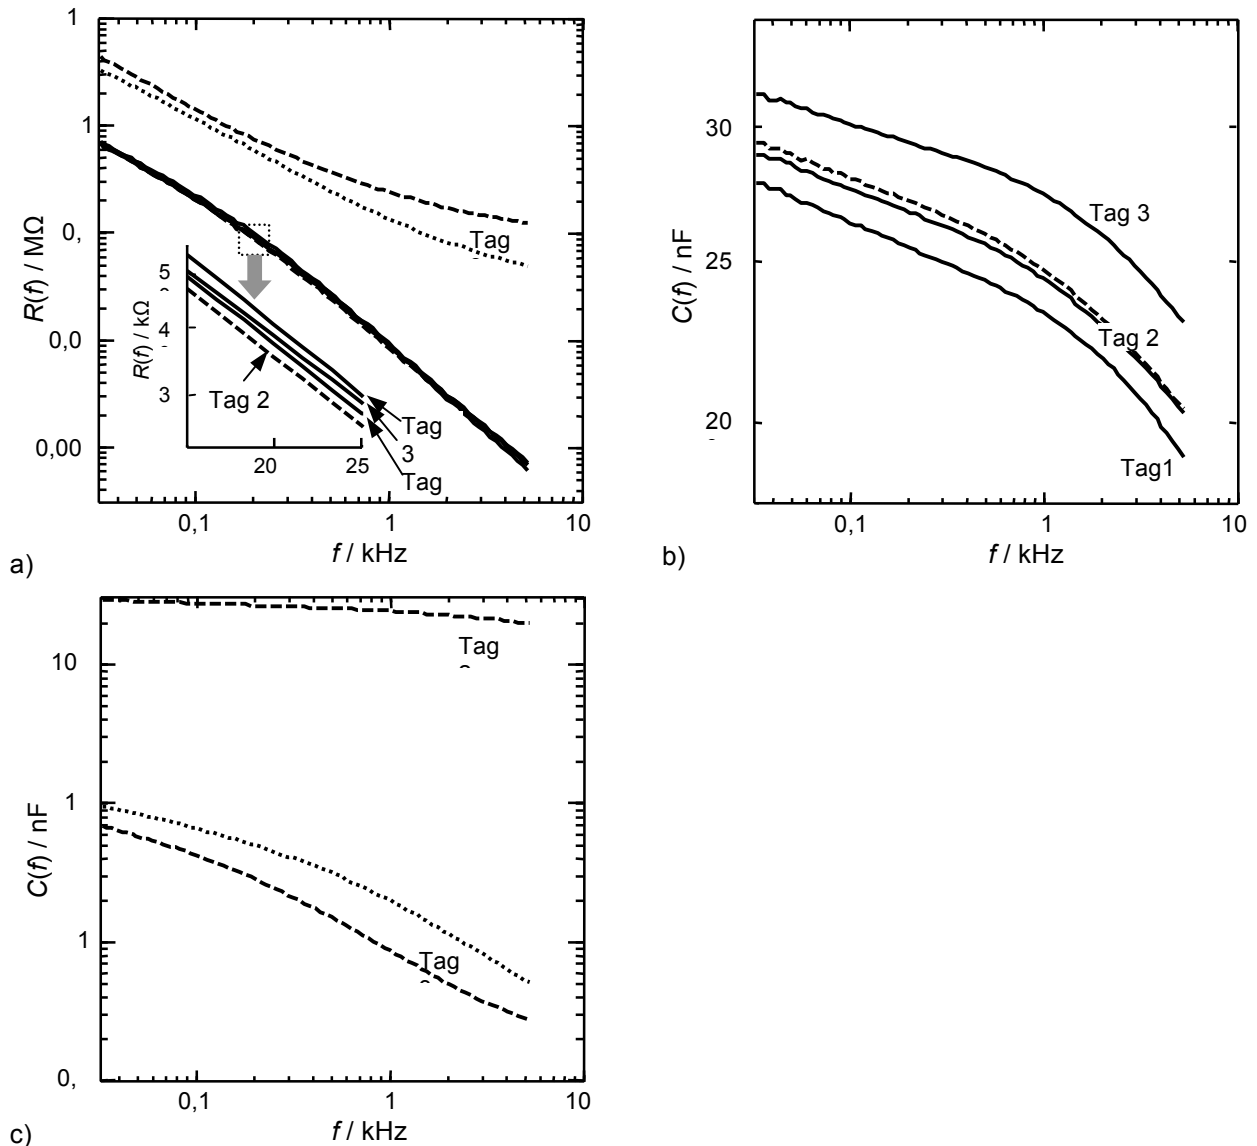 1
1
0,
0,0
0,00
R(f) / MΩ
Tag
5
4
3
R(f) / kΩ
Tag 2
Tag
3
Tag
20
25
0,1
1
10
f / kHz
a)
30
25
20
C(f) / nF
Tag 3
Tag 2
Tag1
0,1
1
10
f / kHz
b)
10
1
1
0,
C(f) / nF
Tag
Tag
0,1
1
10
f / kHz
c)